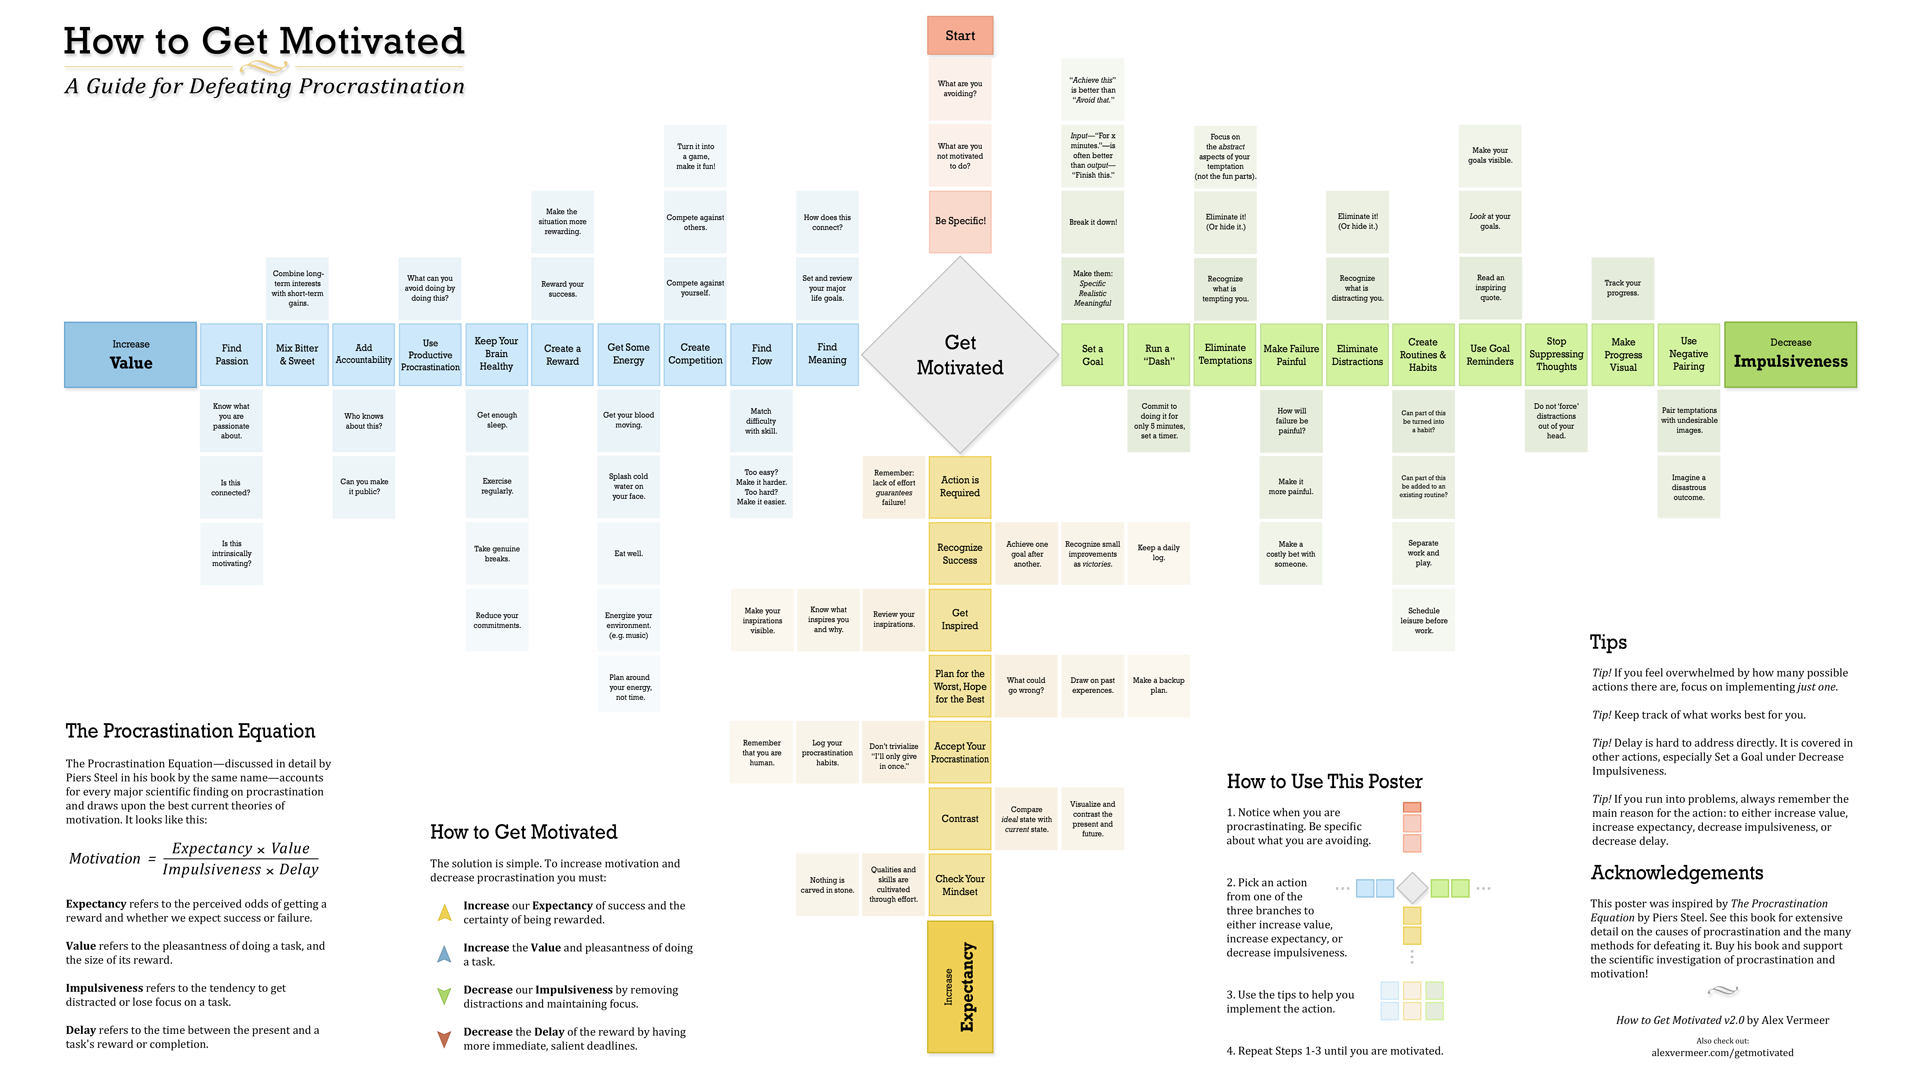 How to Get Motivated
A Guide for Defeating Procrastination
Start
What are you
avoiding?
What are you
not motivated
to do?
Be Specific!
Get
Motivated
Increase
Value
Find
Passion
Know what
you are
passionate
about.
Is this
connected?
Is this
intrinsically
motivating?
Combine long-
term interests
with short-term
gains.
Mix Bitter
& Sweet
Add
Accountability
Who knows
about this?
Can you make
it public?
What can you
avoid doing by
doing this?
Use
Productive
Procrastination
Keep Your
Brain
Healthy
Get enough
sleep.
Exercise
regularly.
Take genuine
breaks.
Reduce your
commitments.
Make the
situation more
rewarding.
Reward your
success.
Create a
Reward
Get Some
Energy
Get your blood
moving.
Splash cold
water on
your face.
Eat well.
Energize your
environment.
(e.g. music)
Plan around
your energy,
not time.
Turn it into
a game,
make it fun!
Compete against
others.
Compete against
yourself.
Create
Competition
Find
Flow
Match
difficulty
with skill.
Too easy?
Make it harder.
Too hard?
Make it easier.
How does this
connect?
Set and review
your major
life goals.
Find
Meaning
"Achieve this"
is better than
"Avoid that."
Input—"For x
minutes."—is
often better
than output—
"Finish this."
Break it down!
Make them:
Specific
Realistic
Meaningful
Set a
Goal
Run a
"Dash"
Commit to
doing it for
only 5 minutes,
set a timer.
Focus on
the abstract
aspects of your
temptation
(not the fun parts).
Eliminate it!
(Or hide it.)
Recognize
what is
tempting you.
Eliminate
Temptations
Make Failure
Painful
How will
failure be
painful?
Make it
more painful.
Make a
costly bet with
someone.
Eliminate it!
(Or hide it.)
Recognize
what is
distracting you.
Eliminate
Distractions
Create
Routines &
Habits
Can part of this
be turned into
a habit?
Can part of this
be added to an
existing routine?
Separate
work and
play.
Schedule
leisure before
work.
Make your
goals visible.
Look at your
goals.
Read an
inspiring
quote.
Use Goal
Reminders
Stop
Suppressing
Thoughts
Do not 'force'
distractions
out of your
head.
Track your
progress.
Make
Progress
Visual
Use
Negative
Pairing
Pair temptations
with undesirable
images.
Imagine a
disastrous
outcome.
Decrease
Impulsiveness
Remember:
lack of effort
guarantees
failure!
Action is
Required
Recognize
Success
Achieve one
goal after
another.
Recognize small
improvements
as victories.
Keep a daily
log.
Make your
inspirations
visible.
Know what
inspires you
and why.
Review your
inspirations.
Get
Inspired
Plan for the
Worst, Hope
for the Best
What could
go wrong?
Draw on past
experences.
Make a backup
plan.
Remember
that you are
human.
Log your
procrastination
habits.
Don't trivialize
"I'll only give
in once."
Accept Your
Procrastination
Contrast
Compare
ideal state with
current state.
Visualize and
contrast the
present and
future.
Nothing is
carved in stone.
Qualities and
skills are
cultivated
through effort.
Check Your
Mindset
Increase
Expectancy
The Procrastination Equation
The Procrastination Equation—discussed in detail by
Piers Steel in his book by the same name—accounts
for every major scientific finding on procrastination
and draws upon the best current theories of
motivation. It looks like this:
Motivation = Expectancy × Value
Impulsiveness × Delay
Expectancy refers to the perceived odds of getting a
reward and whether we expect success or failure.
Value refers to the pleasantness of doing a task, and
the size of its reward.
Impulsiveness refers to the tendency to get
distracted or lose focus on a task.
Delay refers to the time between the present and a
task's reward or completion.
How to Get Motivated
The solution is simple. To increase motivation and
decrease procrastination you must:
Increase our Expectancy of success and the
certainty of being rewarded.
Increase the Value and pleasantness of doing
a task.
Decrease our Impulsiveness by removing
distractions and maintaining focus.
Decrease the Delay of the reward by having
more immediate, salient deadlines.
How to Use This Poster
1. Notice when you are
procrastinating. Be specific
about what you are avoiding.
2. Pick an action
from one of the
three branches to
either increase value,
increase expectancy, or
decrease impulsiveness.
3. Use the tips to help you
implement the action.
4. Repeat Steps 1-3 until you are motivated.
Tips
Tip! If you feel overwhelmed by how many possible
actions there are, focus on implementing just one.
Tip! Keep track of what works best for you.
Tip! Delay is hard to address directly. It is covered in
other actions, especially Set a Goal under Decrease
Impulsiveness.
Tip! If you run into problems, always remember the
main reason for the action: to either increase value,
increase expectancy, decrease impulsiveness, or
decrease delay.
Acknowledgements
This poster was inspired by The Procrastination
Equation by Piers Steel. See this book for extensive
detail on the causes of procrastination and the many
methods for defeating it. Buy his book and support
the scientific investigation of procrastination and
motivation!
How to Get Motivated v2.0 by Alex Vermeer
Also check out:
alexvermeer.com/getmotivated